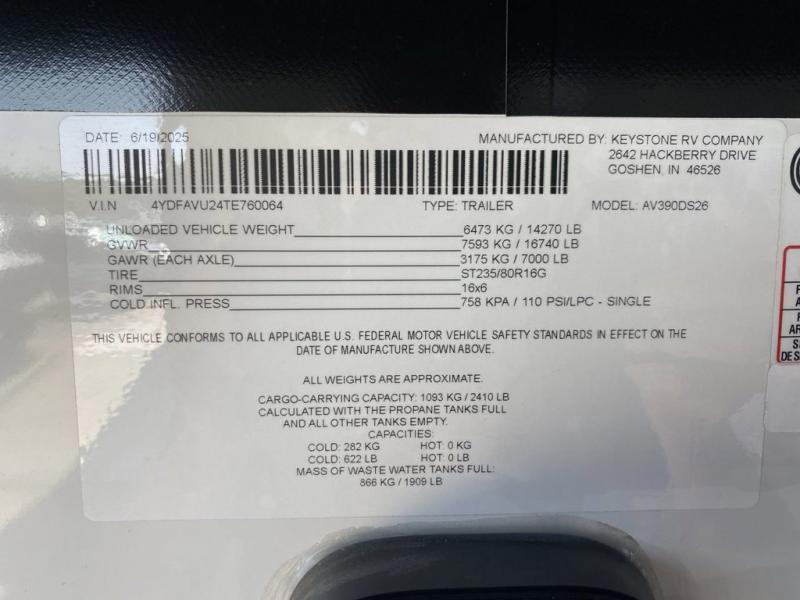 DATE: 6/19/2025
MANUFACTURED BY: KEYSTONE RV COMPANY
2642 HACKBERRY DRIVE
GOSHEN, IN 46526
V.I.N 4YDFAVU24TE760064 TYPE: TRAILER MODEL: AV390DS26
UNLOADED VEHICLE WEIGHT 6473 KG / 14270 LB
GVWR 7593 KG / 16740 LB
GAWR (EACH AXLE) 3175 KG / 7000 LB
TIRE ST235/80R16G
RIMS 16x6
COLD INFL. PRESS 758 KPA / 110 PSI/LPC - SINGLE
THIS VEHICLE CONFORMS TO ALL APPLICABLE U.S. FEDERAL MOTOR VEHICLE SAFETY STANDARDS IN EFFECT ON THE
DATE OF MANUFACTURE SHOWN ABOVE.
ALL WEIGHTS ARE APPROXIMATE.
CARGO-CARRYING CAPACITY: 1093 KG / 2410 LB
CALCULATED WITH THE PROPANE TANKS FULL
AND ALL OTHER TANKS EMPTY.
CAPACITIES:
COLD: 282 KG HOT: 0 KG
COLD: 622 LB HOT: 0 LB
MASS OF WASTE WATER TANKS FULL:
866 KG / 1909 LB